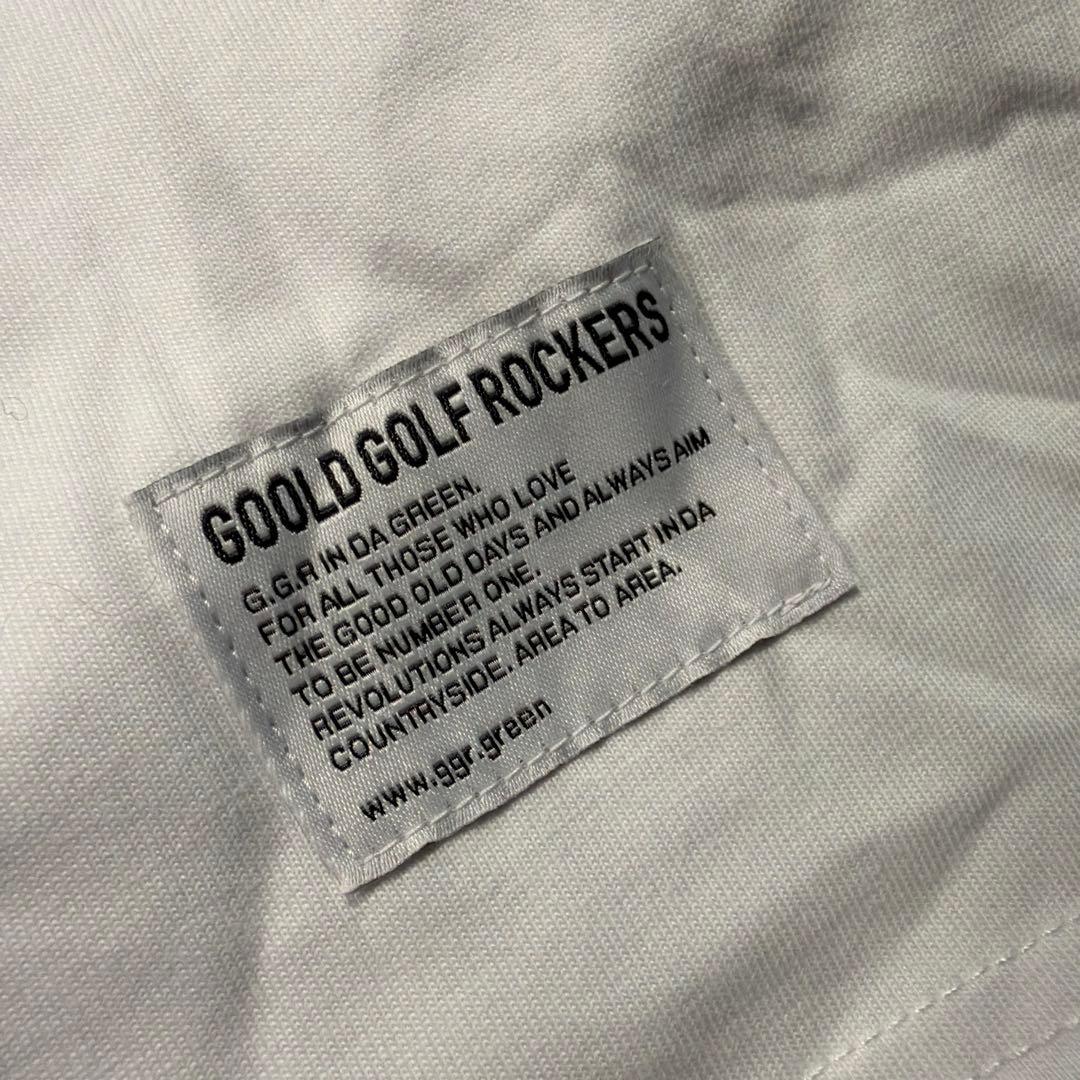 GOOLD GOLF ROCKERS
G.G.R IN DA GREEN.
FOR ALL THOSE WHO LOVE
THE GOOD OLD DAYS AND ALWAYS AIM
TO BE NUMBER ONE.
REVOLUTIONS ALWAYS START IN DA
COUNTRYSIDE. AREA TO AREA.
www.ggr.green